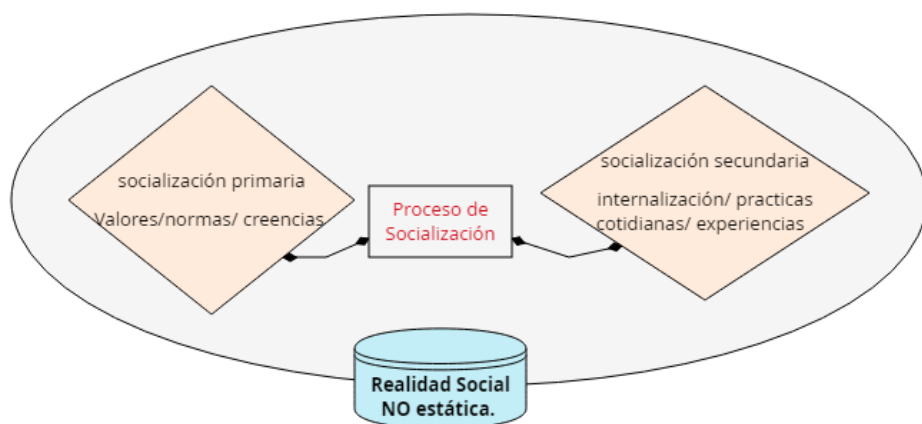 socialización primaria
Valores/normas/ creencias
Proceso de
Socialización
socialización secundaria
internalización/ practicas
cotidianas/ experiencias
Realidad Social
NO estática.